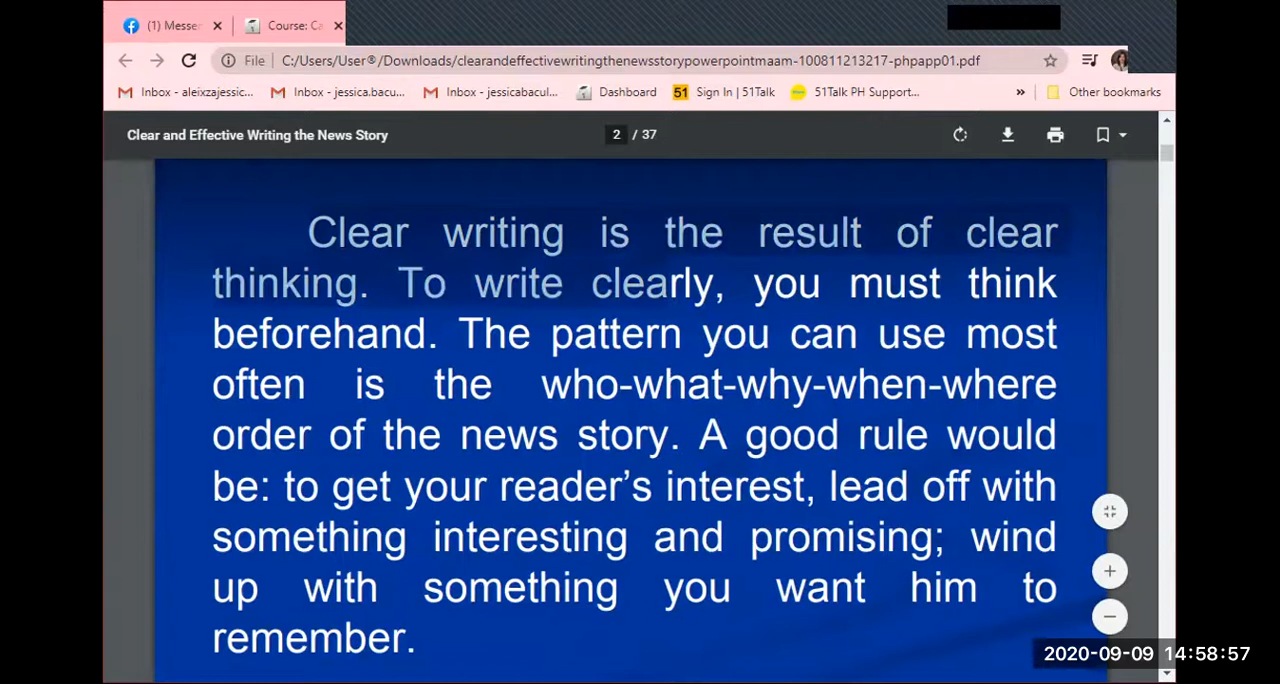 (1) Messer
Course: Ca
File
C:/Users/User®/Downloads/clearandeffectivewritingthenewsstorypowerpointmaam-100811213217-phpapp01.pdf
Inbox - aleixzajessic...
Inbox - jessica.bacu...
Inbox - jessicabacul...
Dashboard
51 Sign In | 51Talk
51Talk PH Support...
»
Other bookmarks
Clear and Effective Writing the News Story
2 / 37
Clear writing is the result of clear
thinking. To write clearly, you must think
beforehand. The pattern you can use most
often is the who-what-why-when-where
order of the news story. A good rule would
be: to get your reader’s interest, lead off with
something interesting and promising; wind
up with something you want him to
remember.
2020-09-09 14:58:57